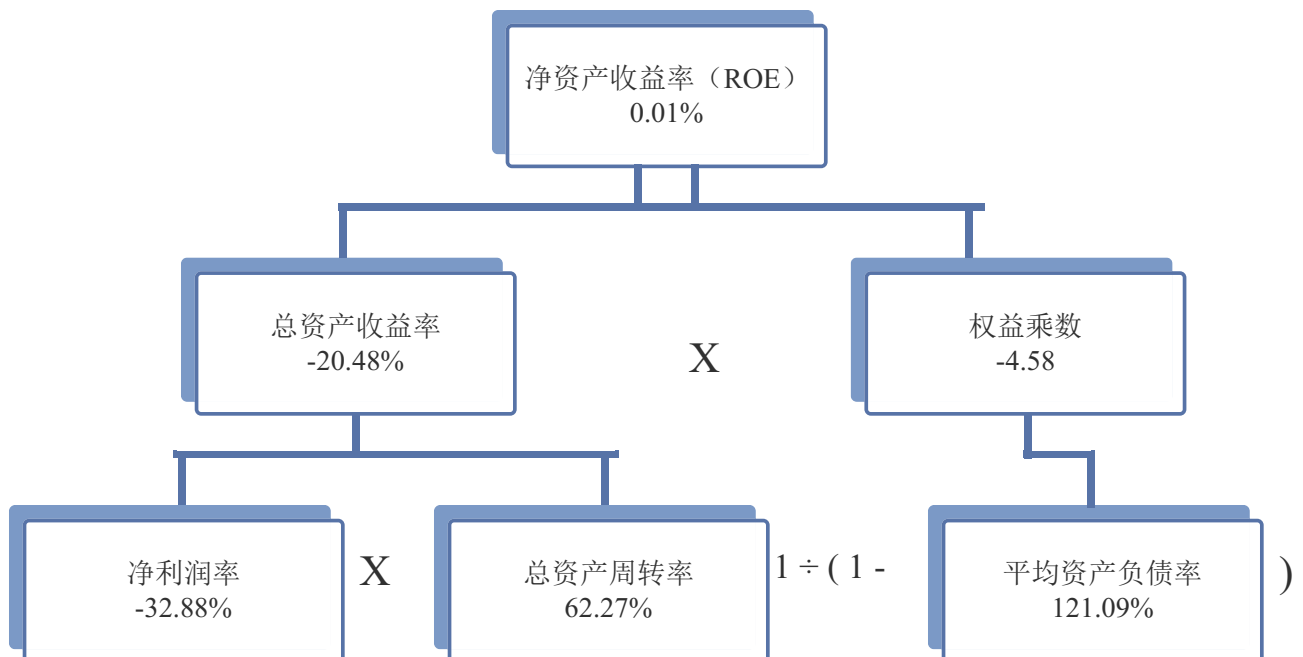 净资产收益率（ROE）
0.01%
总资产收益率
-20.48%
X
权益乘数
-4.58
净利润率
-32.88%
X
总资产周转率
62.27%
1 ÷ ( 1 -
平均资产负债率
121.09%
)